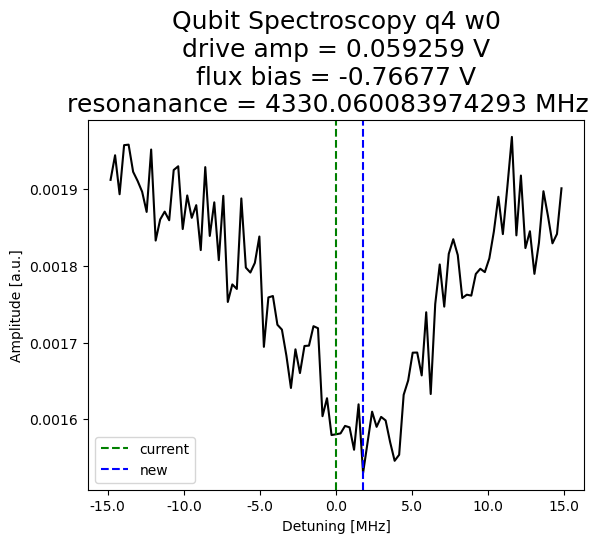 Qubit Spectroscopy q4 w0
drive amp = 0.059259 V
flux bias = -0.76677 V
resonanance = 4330.060083974293 MHz
Amplitude [a.u.]
0.0019
0.0018
0.0017
0.0016
current
new
-15.0 -10.0 -5.0 0.0 5.0 10.0 15.0
Detuning [MHz]